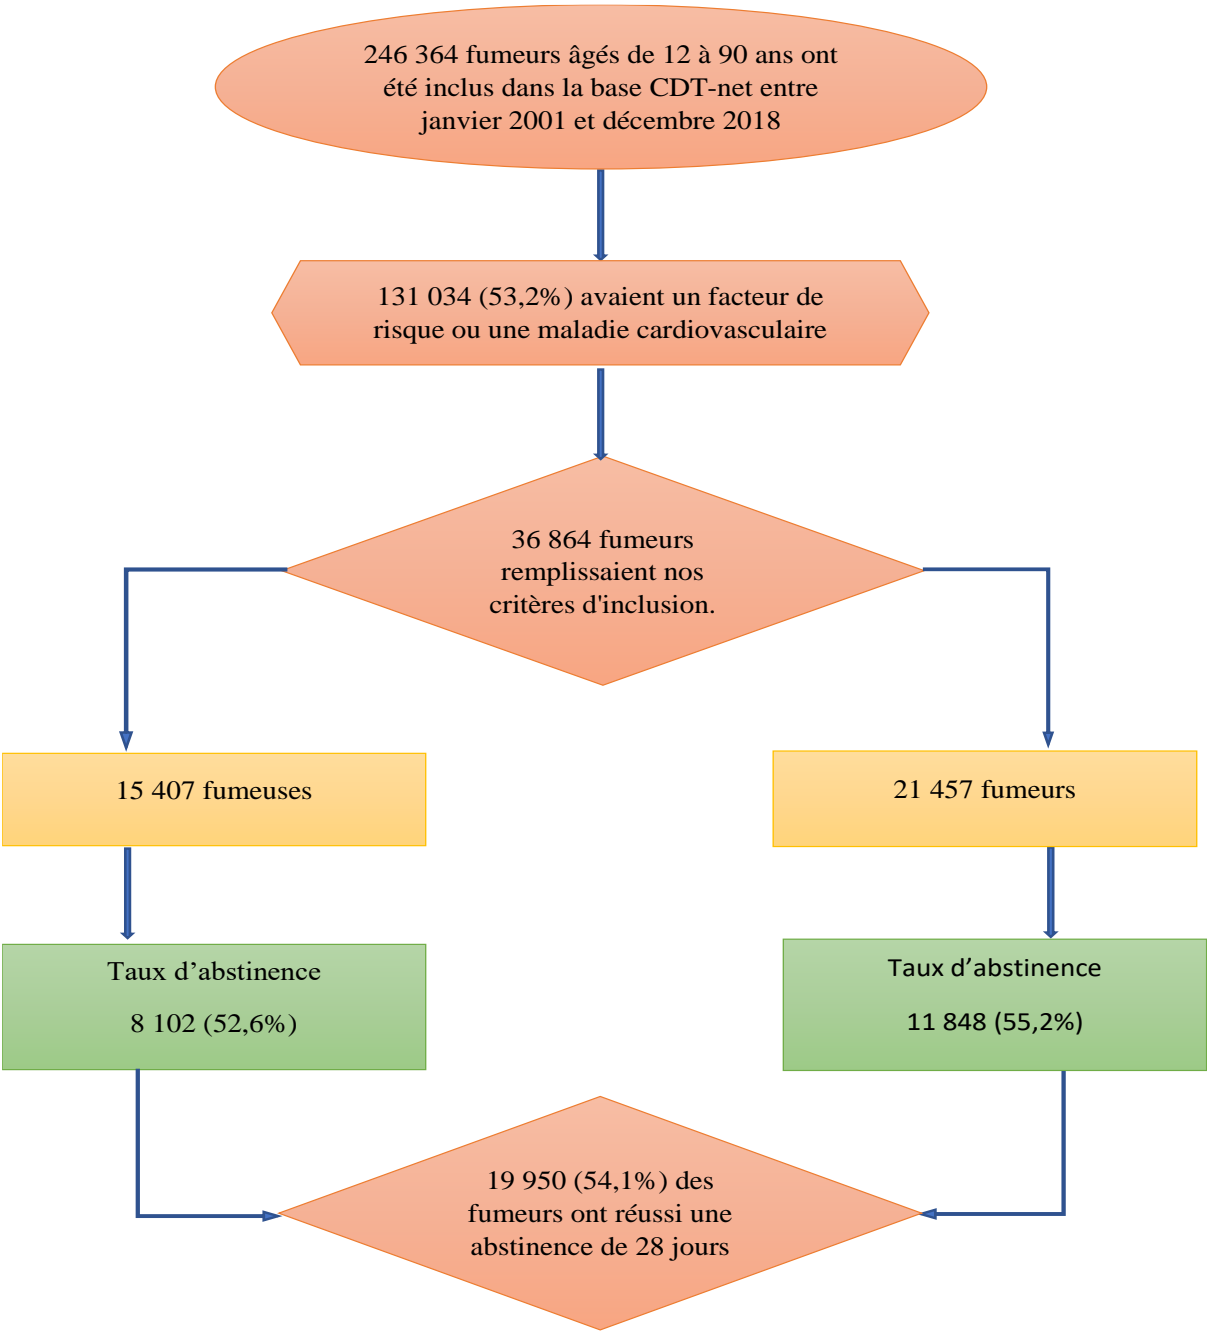 246 364 fumeurs âgés de 12 à 90 ans ont
été inclus dans la base CDT-net entre
janvier 2001 et décembre 2018
131 034 (53,2%) avaient un facteur de
risque ou une maladie cardiovasculaire
36 864 fumeurs
remplissaient nos
critères d'inclusion.
15 407 fumeuses
21 457 fumeurs
Taux d’abstinence
8 102 (52,6%)
Taux d’abstinence
11 848 (55,2%)
19 950 (54,1%) des
fumeurs ont réussi une
abstinence de 28 jours